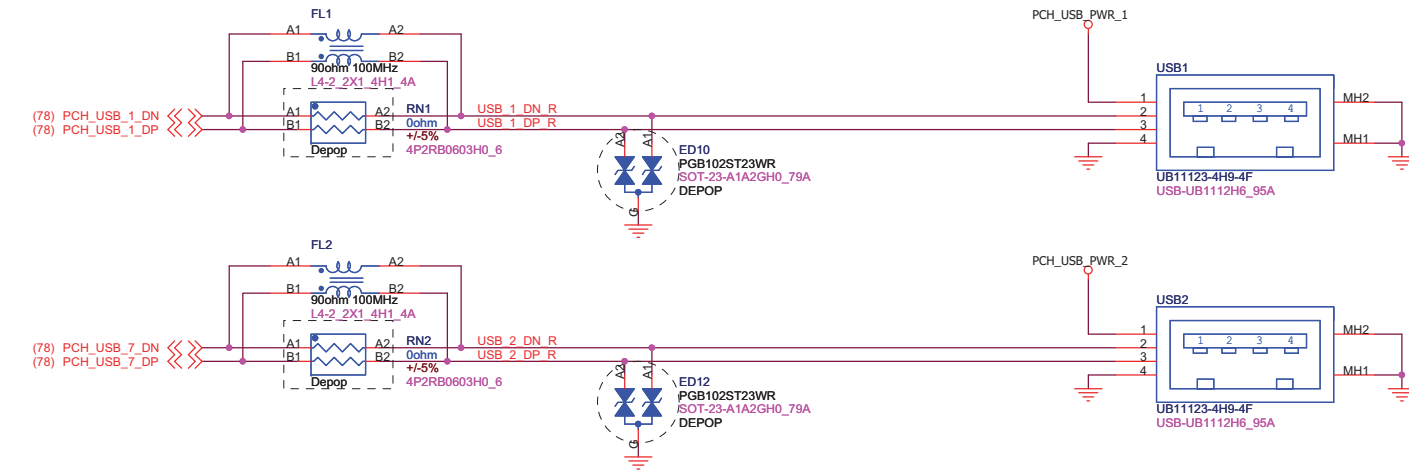 FL1
A1 A2
B1 B2
90ohm 100MHz
L4-2_2X1_4H1_4A
(78) PCH_USB_1_DN
(78) PCH_USB_1_DP
A1 A2
B1 B2
RN1
0ohm
+/-5%
4P2RB0603H0_6
Depop
USB_1_DN_R
USB_1_DP_R
A2 A1
G
ED10
PGB102ST23WR
SOT-23-A1A2GH0_79A
DEPOP
PCH_USB_PWR_1
USB1
1
2
3
4
1 2 3 4
MH2
MH1
UB11123-4H9-4F
USB-UB1112H6_95A
FL2
A1 A2
B1 B2
90ohm 100MHz
L4-2_2X1_4H1_4A
(78) PCH_USB_7_DN
(78) PCH_USB_7_DP
A1 A2
B1 B2
RN2
0ohm
+/-5%
4P2RB0603H0_6
Depop
USB_2_DN_R
USB_2_DP_R
A2 A1
G
ED12
PGB102ST23WR
SOT-23-A1A2GH0_79A
DEPOP
PCH_USB_PWR_2
USB2
1
2
3
4
1 2 3 4
MH2
MH1
UB11123-4H9-4F
USB-UB1112H6_95A